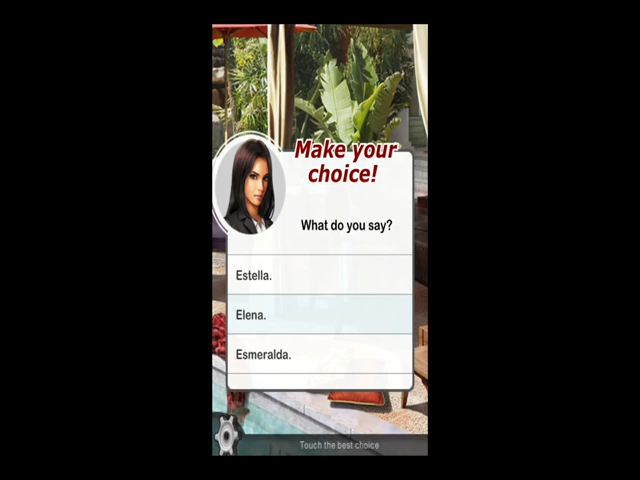 Make your
choice!
What do you say?
Estella.
Elena.
Esmeralda.
Touch the best choice